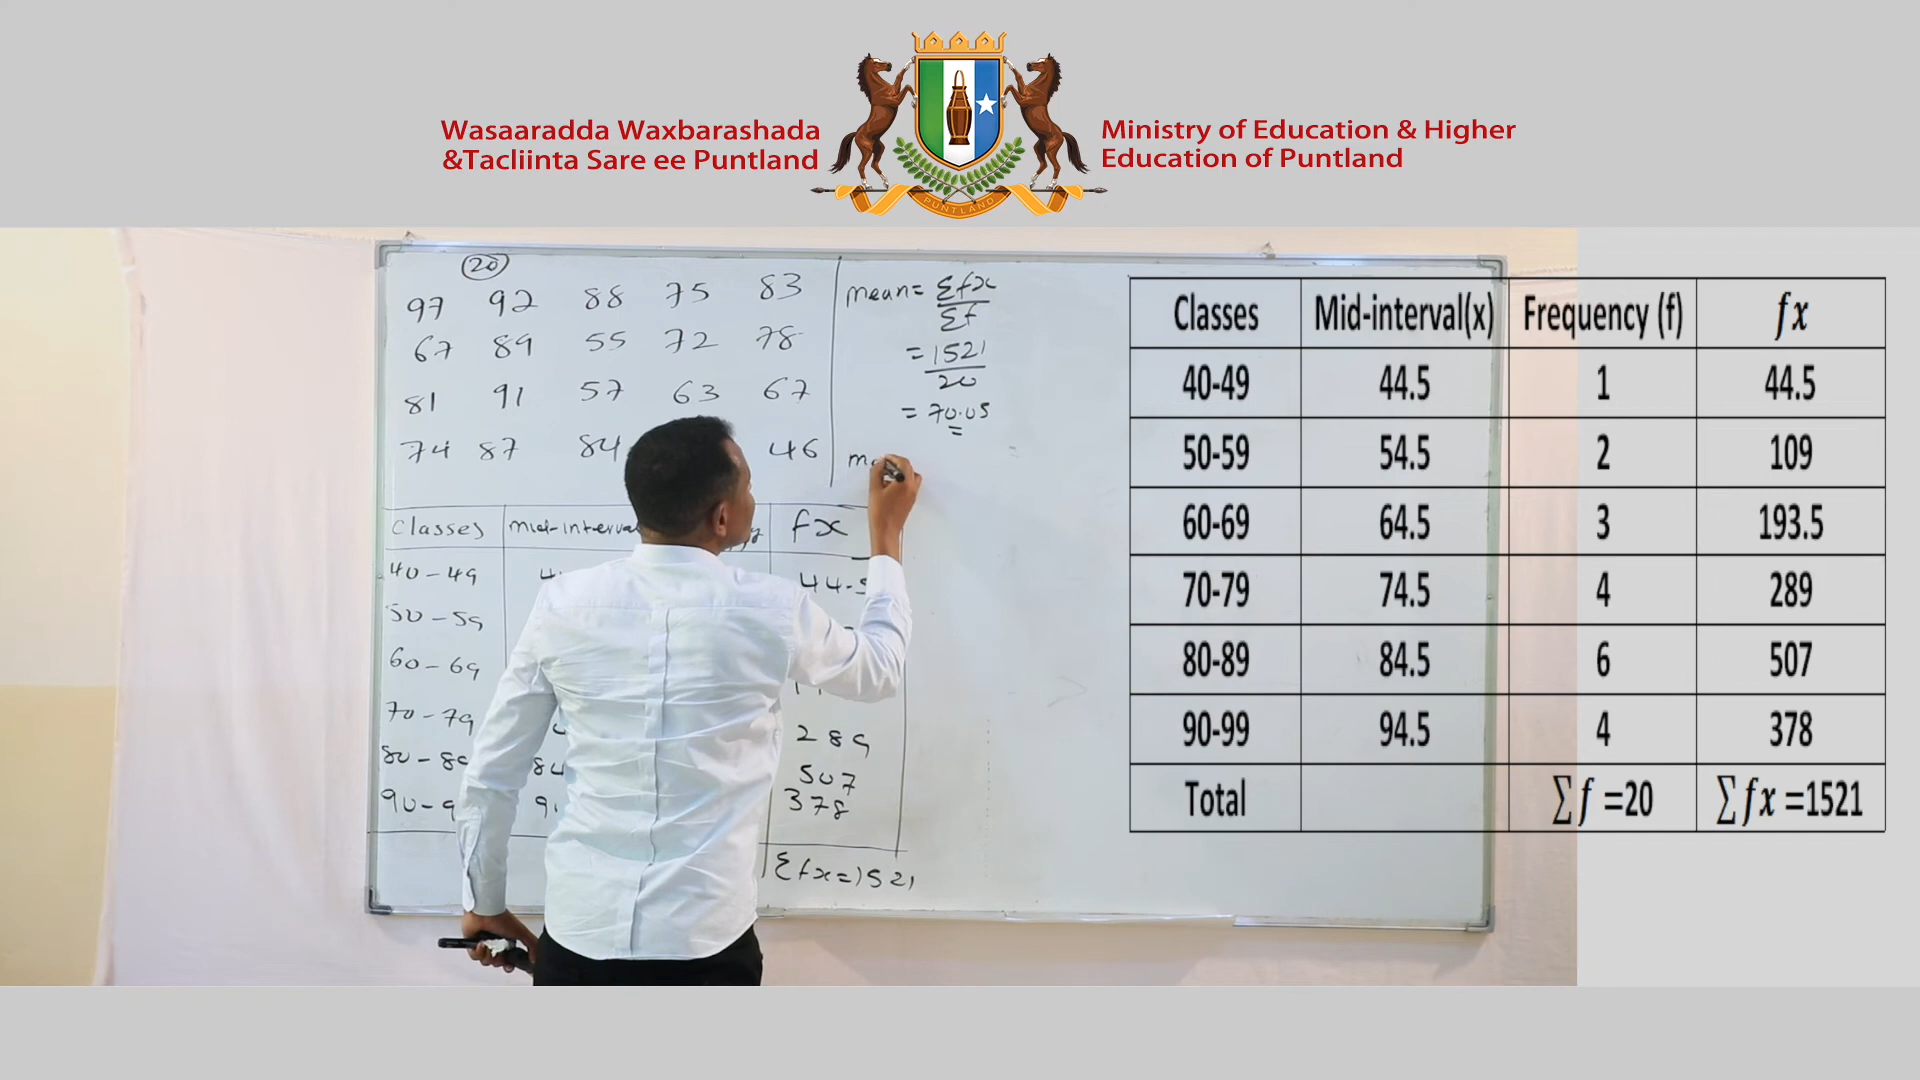 Wasaaradda Waxbarashada
&Tacliinta Sare ee Puntland
PUNTLAND
Ministry of Education & Higher
Education of Puntland
20
97 92 88 75 83
67 89 55 72 78
81 91 57 63 67
74 87 84 46
mean= Σfx
Σf
= 1521
20
= 70.05
Classes fx
40-49 44.5
50-59
60-69
70-79 289
80-89 507
90-9 378
Σfx=1521
Classes Mid-interval(x) Frequency (f) fx
40-49 44.5 1 44.5
50-59 54.5 2 109
60-69 64.5 3 193.5
70-79 74.5 4 289
80-89 84.5 6 507
90-99 94.5 4 378
Total ∑f =20 ∑fx =1521